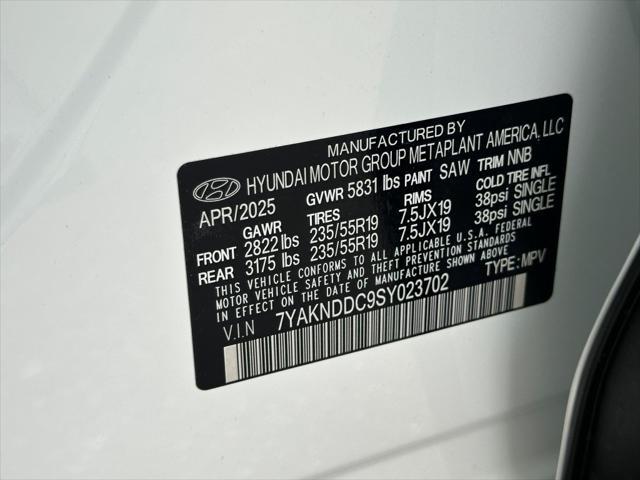 MANUFACTURED BY
HYUNDAI MOTOR GROUP METAPLANT AMERICA, LLC
APR/2025 GVWR 5831 lbs PAINT SAW TRIM NNB
GAWR TIRES RIMS COLD TIRE INFL
FRONT 2822 lbs 235/55R19 7.5JX19 38psi SINGLE
REAR 3175 lbs 235/55R19 7.5JX19 38psi SINGLE
THIS VEHICLE CONFORMS TO ALL APPLICABLE U.S.A. FEDERAL
MOTOR VEHICLE SAFETY, BUMPER, AND THEFT PREVENTION STANDARDS
IN EFFECT ON THE DATE OF MANUFACTURE SHOWN ABOVE.
V.I.N 7YAKNDDC9SY023702 TYPE: MPV